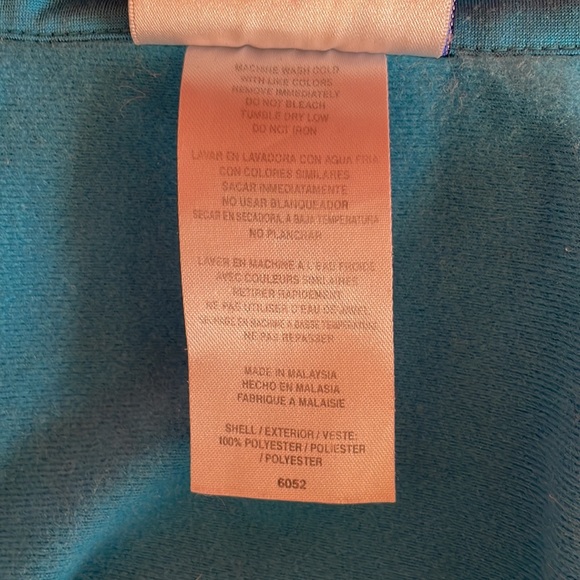 MACHINE WASH COLD
WITH LIKE COLORS
REMOVE IMMEDIATELY
DO NOT BLEACH
TUMBLE DRY LOW
DO NOT IRON
LAVAR EN LAVADORA CON AGUA FRIA
CON COLORES SIMILARES
SACAR INMEDIATAMENTE
NO USAR BLANQUEADOR
SECAR EN SECADORA, A BAJA TEMPERATURA
NO PLANCHAR
LAVER EN MACHINE A L'EAU FROIDE
AVEC COULEURS SIMILAIRES
RETIRER RAPIDEMENT
NE PAS UTILISER D'EAU DE JAVEL
SECHAGE EN MACHINE A BASSE TEMPERATURE
NE PAS REPASSER
MADE IN MALAYSIA
HECHO EN MALASIA
FABRIQUE A MALAISIE
SHELL / EXTERIOR / VESTE:
100% POLYESTER / POLIESTER
/ POLYESTER
6052